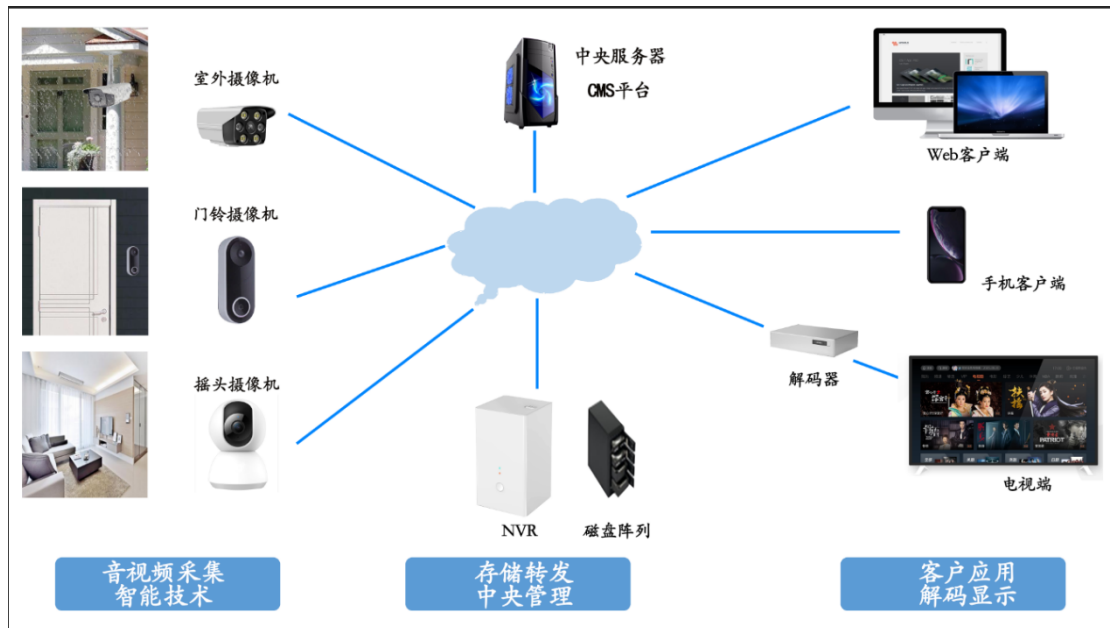 室外摄像机
门铃摄像机
摇头摄像机
音视频采集
智能技术
中央服务器
CMS平台
NVR
磁盘阵列
存储转发
中央管理
Web客户端
手机客户端
解码器
电视端
客户应用
解码显示
PATRIOT